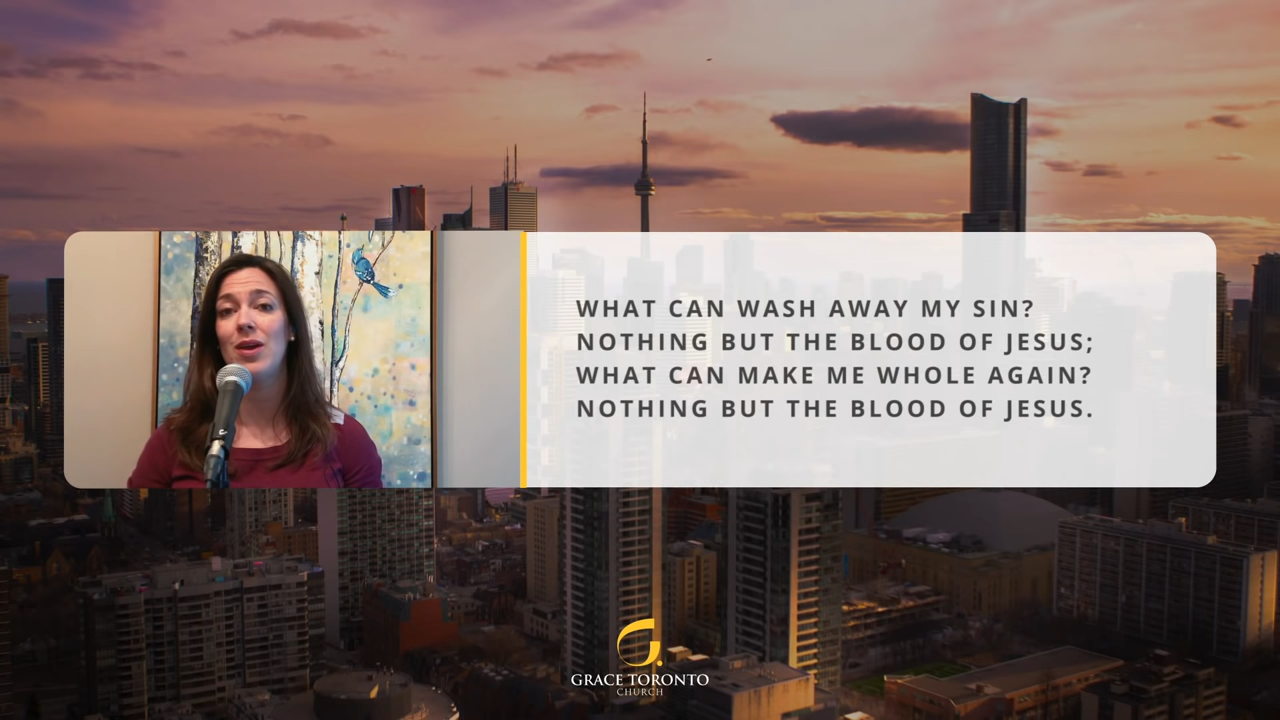 WHAT CAN WASH AWAY MY SIN?
NOTHING BUT THE BLOOD OF JESUS;
WHAT CAN MAKE ME WHOLE AGAIN?
NOTHING BUT THE BLOOD OF JESUS.
GRACE TORONTO
CHURCH